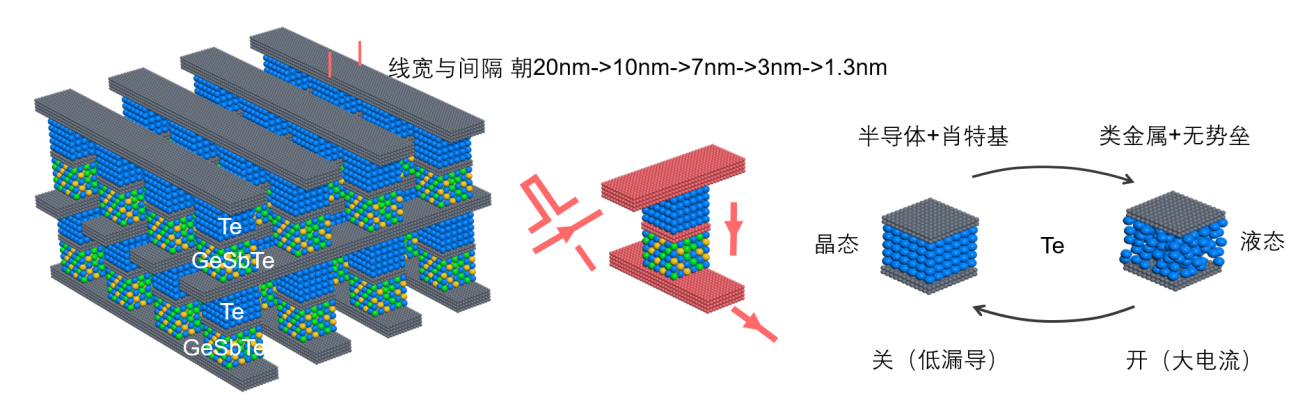 线宽与间隔 朝20nm->10nm->7nm->3nm->1.3nm
Te
GeSbTe
Te
GeSbTe
半导体+肖特基
类金属+无势垒
晶态
Te
液态
关（低漏导）
开（大电流）